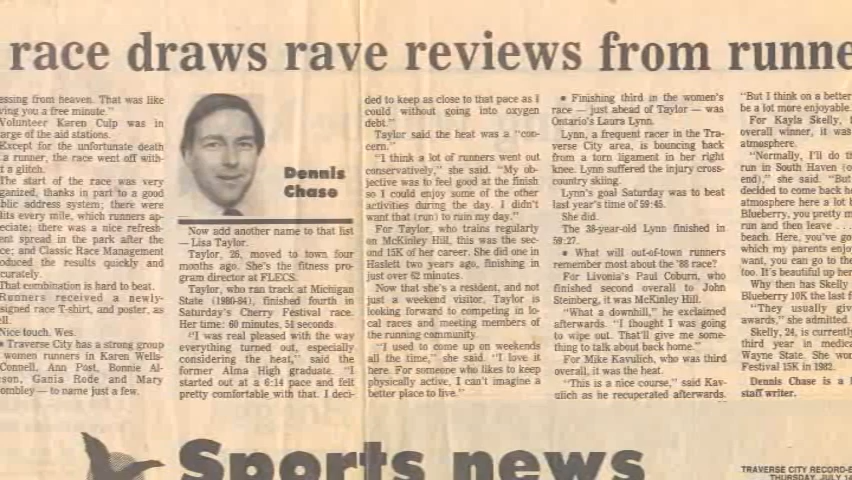 race draws rave reviews from runne
essing from heaven. That was like
ving you a free minute."
Volunteer Karen Culp was in
arge of the aid stations.
Except for the unfortunate death
a runner, the race went off with-
t a glitch.
The start of the race was very
ganized, thanks in part to a good
blic address system; there were
lits every mile, which runners ap-
eciate; there was a nice refresh-
ent spread in the park after the
ce; and Classic Race Management
oduced the results quickly and
curately.
That combination is hard to beat.
Runners received a newly-
signed race T-shirt, and poster, as
ll.
Nice touch, Wes.
• Traverse City has a strong group
women runners in Karen Wells-
Connell, Ann Post, Bonnie Al-
son, Gania Rode and Mary
ombley — to name just a few.
Dennis
Chase
Now add another name to that list
— Lisa Taylor.
Taylor, 26, moved to town four
months ago. She's the fitness pro-
gram director at FLECS.
Taylor, who ran track at Michigan
State (1980-84), finished fourth in
Saturday's Cherry Festival race.
Her time: 60 minutes, 51 seconds.
"I was real pleased with the way
everything turned out, especially
considering the heat," said the
former Alma High graduate. "I
started out at a 6:14 pace and felt
pretty comfortable with that. I deci-
ded to keep as close to that pace as I
could without going into oxygen
debt."
Taylor said the heat was a "con-
cern."
"I think a lot of runners went out
conservatively," she said. "My ob-
jective was to feel good at the finish
so I could enjoy some of the other
activities during the day. I didn't
want that (run) to ruin my day."
For Taylor, who trains regularly
on McKinley Hill, this was the sec-
ond 15K of her career. She did one in
Haslett two years ago, finishing in
just over 62 minutes.
Now that she's a resident, and not
just a weekend visitor, Taylor is
looking forward to competing in lo-
cal races and meeting members of
the running community.
"I used to come up on weekends
all the time," she said. "I love it
here. For someone who likes to keep
physically active, I can't imagine a
better place to live."
• Finishing third in the women's
race — just ahead of Taylor — was
Ontario's Laura Lynn.
Lynn, a frequent racer in the Tra-
verse City area, is bouncing back
from a torn ligament in her right
knee. Lynn suffered the injury cross-
country skiing.
Lynn's goal Saturday was to beat
last year's time of 59:45.
She did.
The 38-year-old Lynn finished in
59:27.
• What will out-of-town runners
remember most about the '88 race?
For Livonia's Paul Coburn, who
finished second overall to John
Steinberg, it was McKinley Hill.
"What a downhill," he exclaimed
afterwards. "I thought I was going
to wipe out. That'll give me some-
thing to talk about back home."
For Mike Kavulich, who was third
overall, it was the heat.
"This is a nice course," said Kav-
ulich as he recuperated afterwards.
"But I think on a better
be a lot more enjoyable.
For Kayla Skelly, t
overall winner, it was
atmosphere.
"Normally, I'll do th
run in South Haven (o
end)," she said. "But
decided to come back he
atmosphere here a lot b
Blueberry, you pretty m
run and then leave . . .
beach. Here, you've go
which my parents enjoy
want, you can go to the
too. It's beautiful up her
Why then has Skelly
Blueberry 10K the last f
"They usually giv
awards," she admitted.
Skelly, 24, is currently
third year in medica
Wayne State. She won
Festival 15K in 1982.
Dennis Chase is a
staff writer.
Sports news
TRAVERSE CITY RECORD-E
THURSDAY, JULY 14